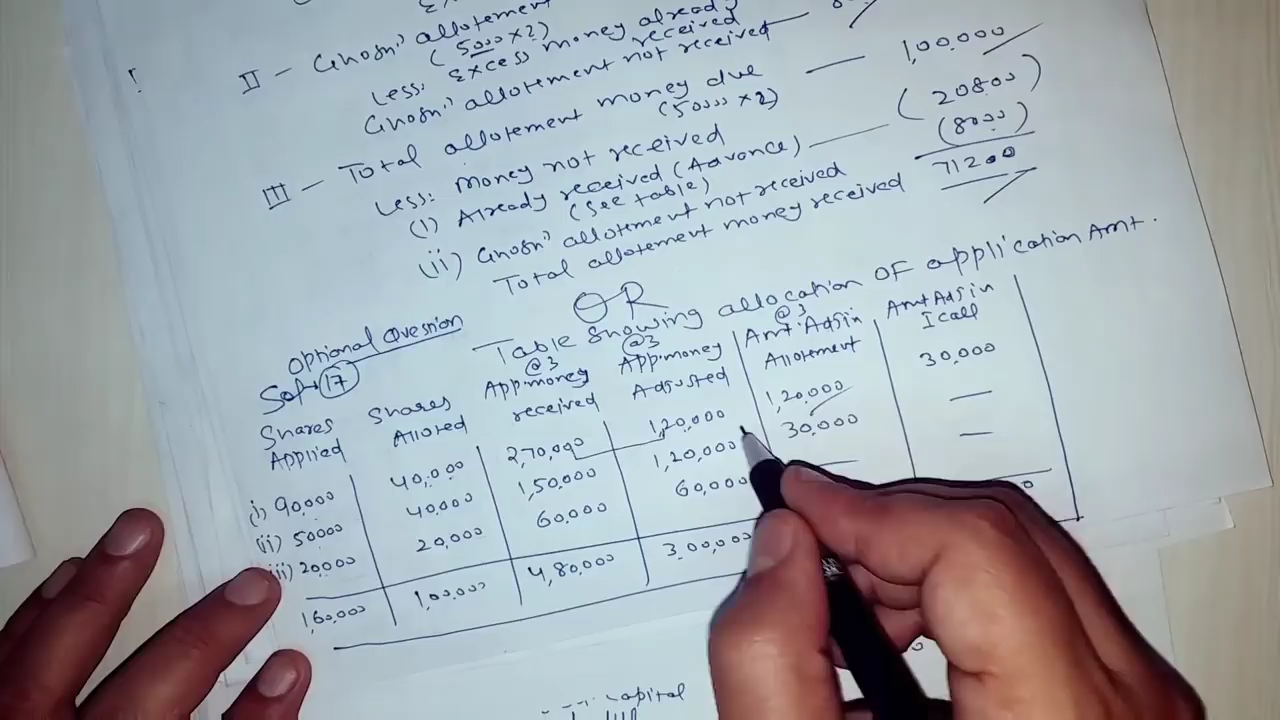 II - Ghosn' allotement
(5000 x 2)
Less: Excess money already received
Ghosn' allotement not received
III - Total allotement money due — 1,00,000
(50000 x 2)
Less: Money not received
(I) Already received (Advance) — (20800)
(See table)
(ii) Ghosn' allotement not received (8000)
Total allotement money received 71200
OR
Optional Question
Table Showing allocation of application Amt.
Sol+ 17
Shares Applied | Shares Alloted | App: money received @3 | App: money Adjusted @3 | Amt: Adj in Allotement @3 | Amt Adj in I call
(i) 90,000 | 40,000 | 2,70,000 | 1,20,000 | 1,20,000 | 30,000
(ii) 50000 | 40,000 | 1,50,000 | 1,20,000 | 30,000 | —
(iii) 20,000 | 20,000 | 60,000 | 60,000 | — | —
1,60,000 | 1,00,000 | 4,80,000 | 3,00,000
capital